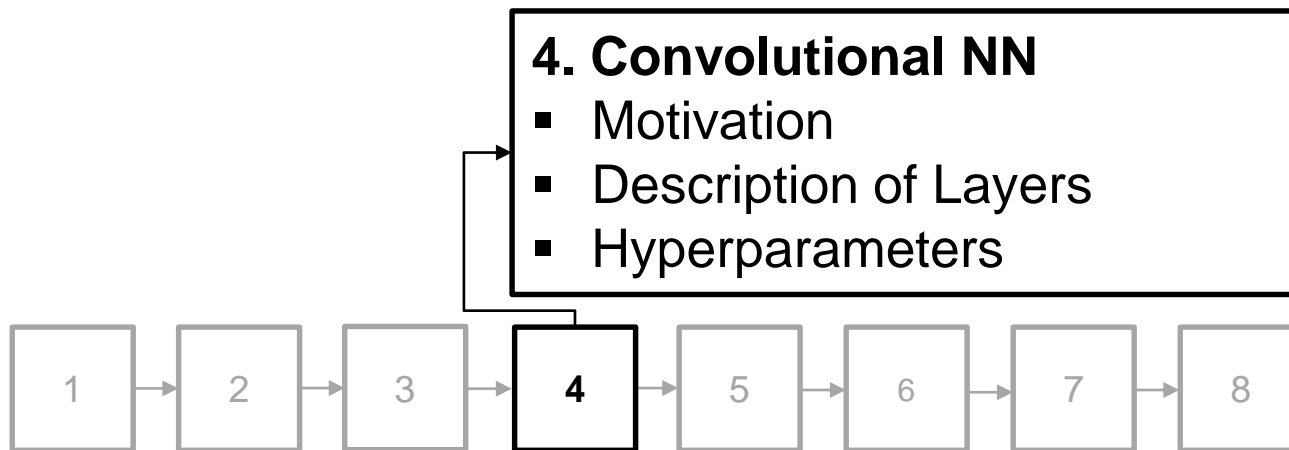 4. Convolutional NN
▪ Motivation
▪ Description of Layers
▪ Hyperparameters
1 2 3 4 5 6 7 8